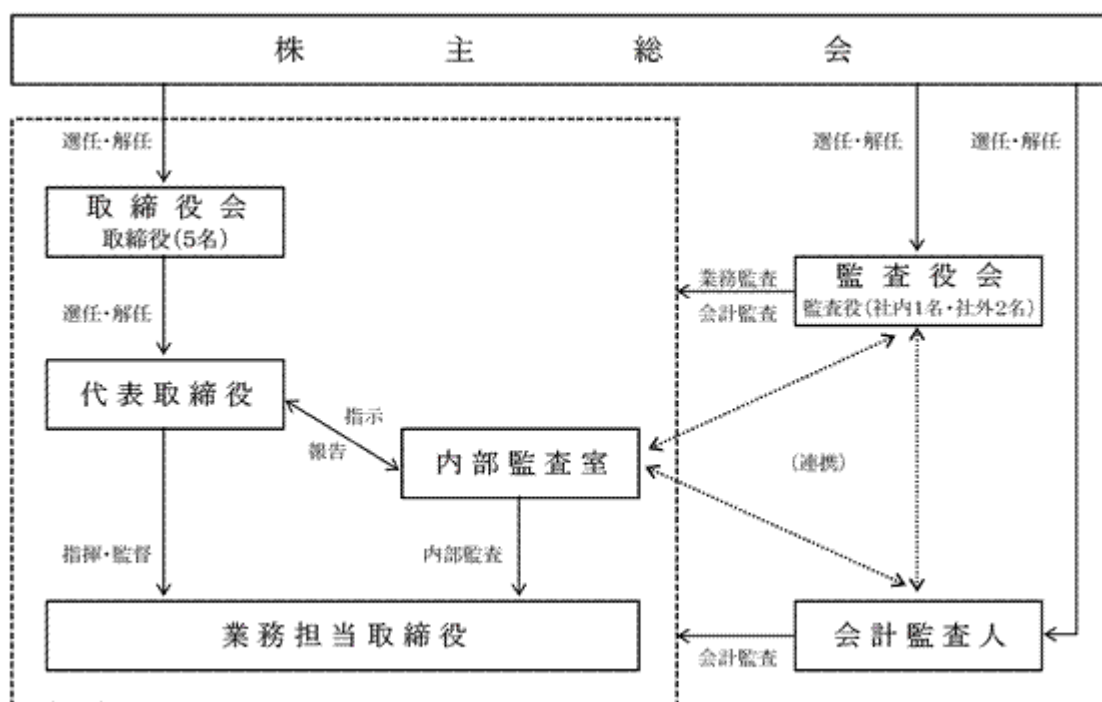 株主総会
選任・解任
選任・解任
選任・解任
取締役会
取締役(5名)
業務監査
会計監査
監査役会
監査役(社内1名・社外2名)
選任・解任
代表取締役
指示
報告
内部監査室
(連携)
指揮・監督
内部監査
業務担当取締役
会計監査
会計監査人